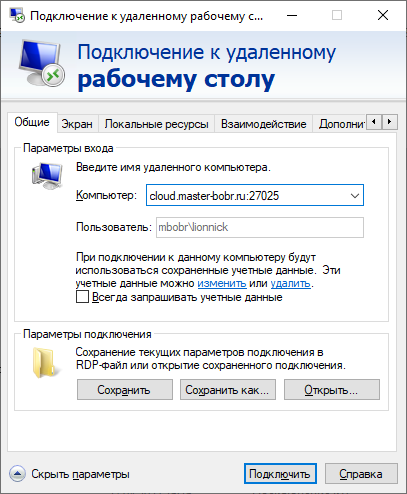 Подключение к удаленному рабочему с...
Подключение к удаленному
рабочему столу
Общие Экран Локальные ресурсы Взаимодействие Дополнит
Параметры входа
Введите имя удаленного компьютера.
Компьютер: cloud.master-bobr.ru:27025
Пользователь: mbobr\lionnick
При подключении к данному компьютеру будут
использоваться сохраненные учетные данные. Эти
учетные данные можно изменить или удалить.
Всегда запрашивать учетные данные
Параметры подключения
Сохранение текущих параметров подключения в
RDP-файл или открытие сохраненного подключения.
Сохранить Сохранить как... Открыть...
Скрыть параметры Подключить Справка